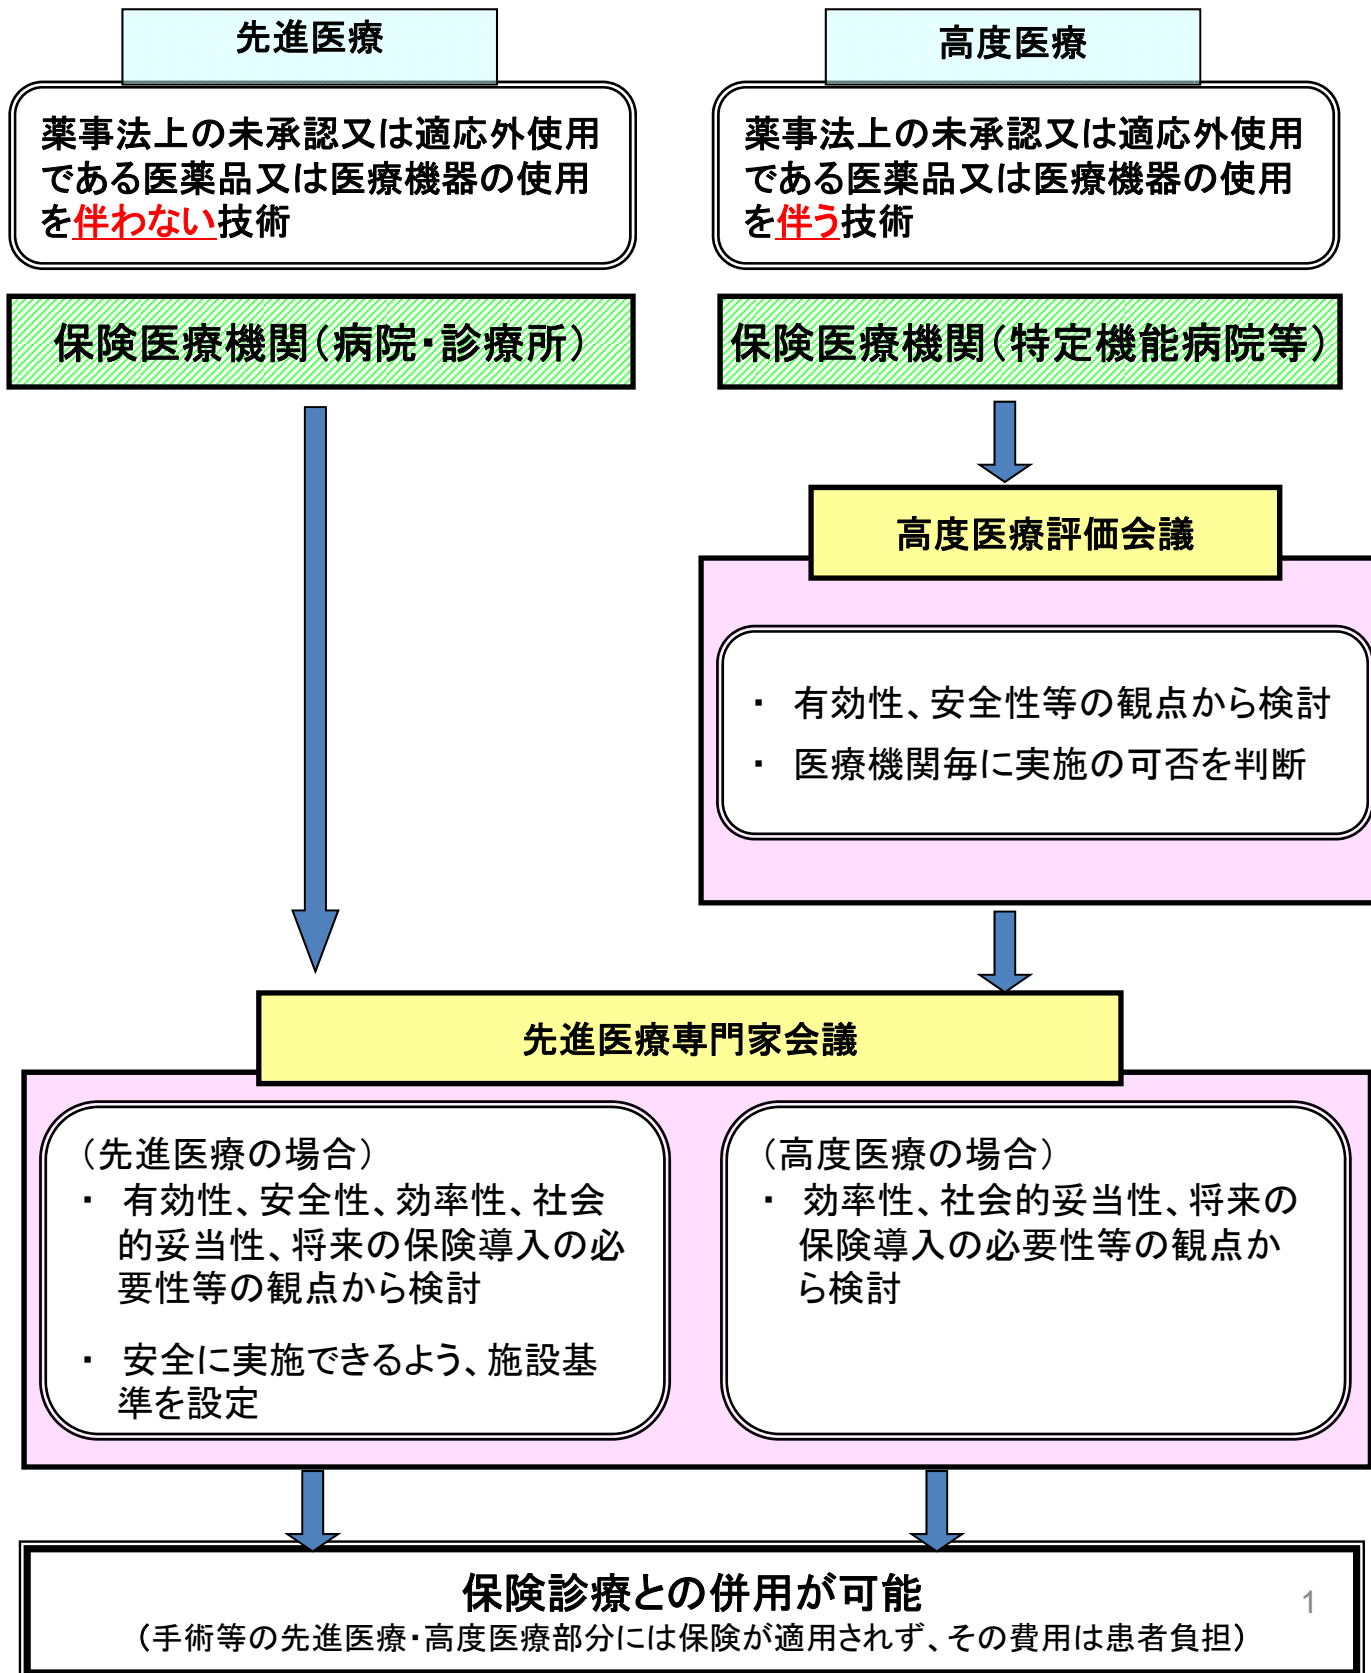 先進医療
薬事法上の未承認又は適応外使用
である医薬品又は医療機器の使用
を伴わない技術
保険医療機関(病院・診療所)
高度医療
薬事法上の未承認又は適応外使用
である医薬品又は医療機器の使用
を伴う技術
保険医療機関(特定機能病院等)
高度医療評価会議
・ 有効性、安全性等の観点から検討
・ 医療機関毎に実施の可否を判断
先進医療専門家会議
(先進医療の場合)
・ 有効性、安全性、効率性、社会
的妥当性、将来の保険導入の必
要性等の観点から検討
・ 安全に実施できるよう、施設基
準を設定
(高度医療の場合)
・ 効率性、社会的妥当性、将来の
保険導入の必要性等の観点か
ら検討
保険診療との併用が可能
(手術等の先進医療・高度医療部分には保険が適用されず、その費用は患者負担)
1